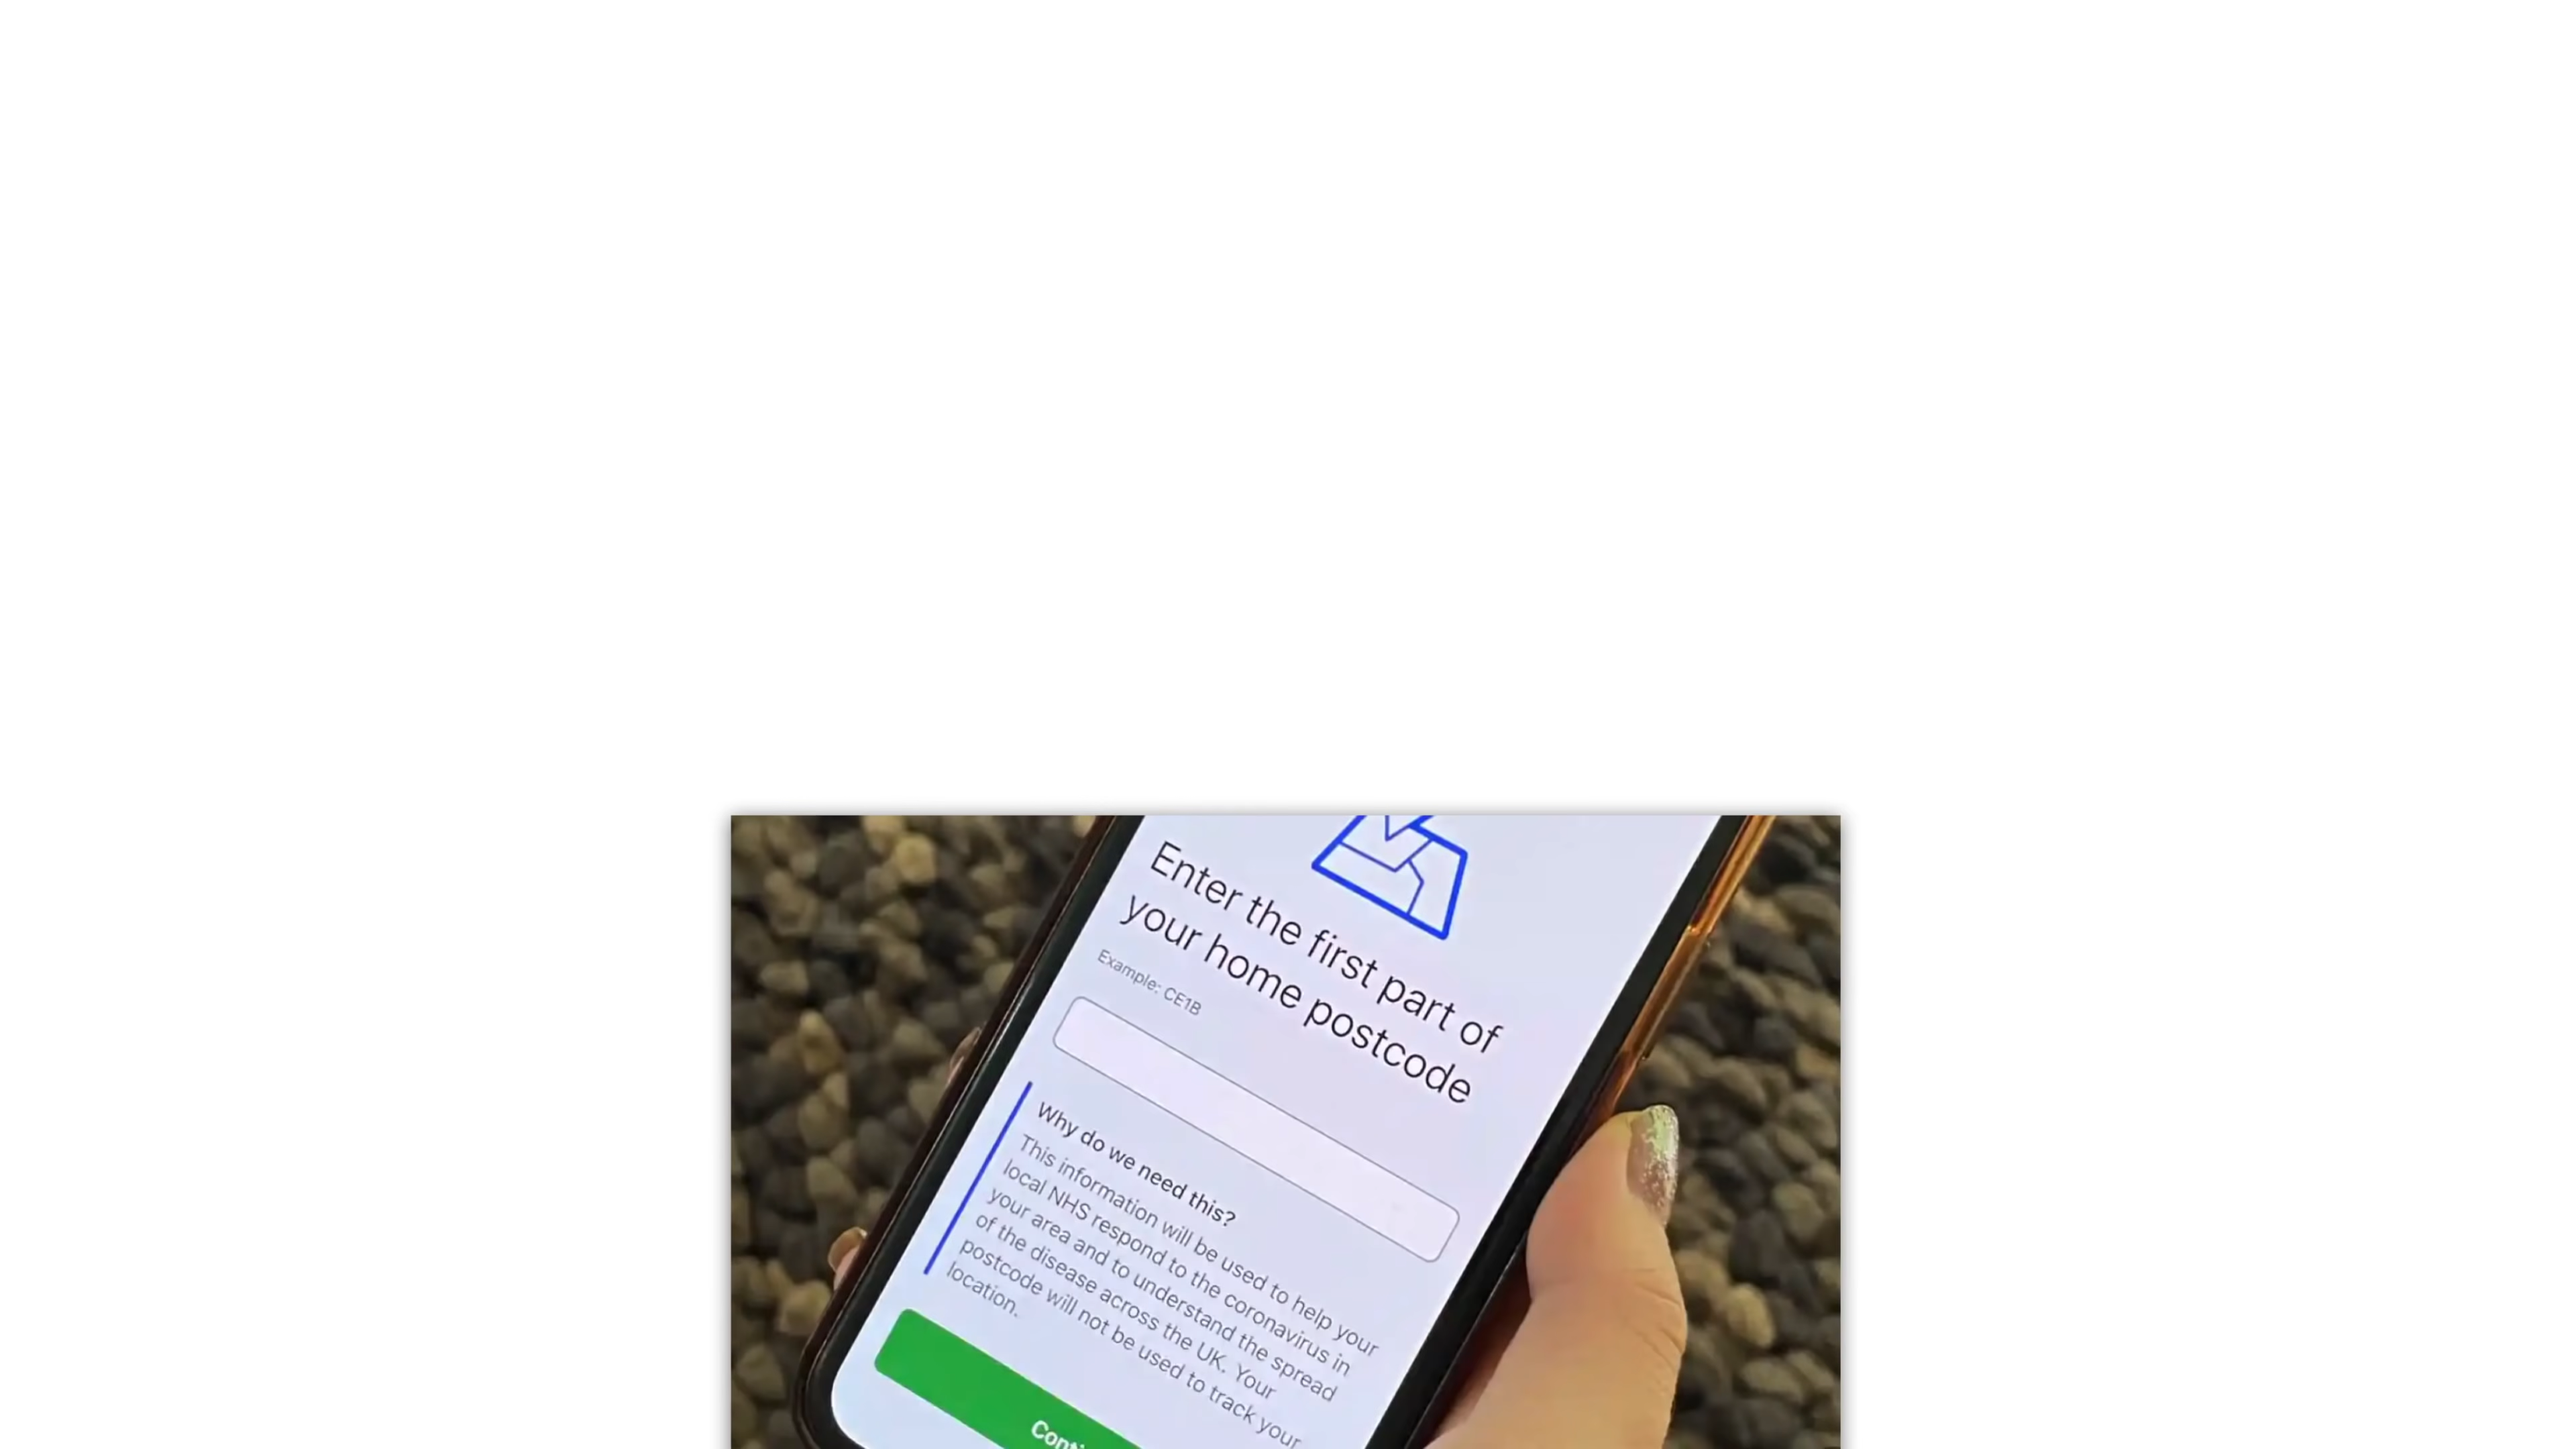 Enter the first part of
your home postcode
Example: CE1B
Why do we need this?
This information will be used to help your
local NHS respond to the coronavirus in
your area and to understand the spread
of the disease across the UK. Your
postcode will not be used to track your
location.